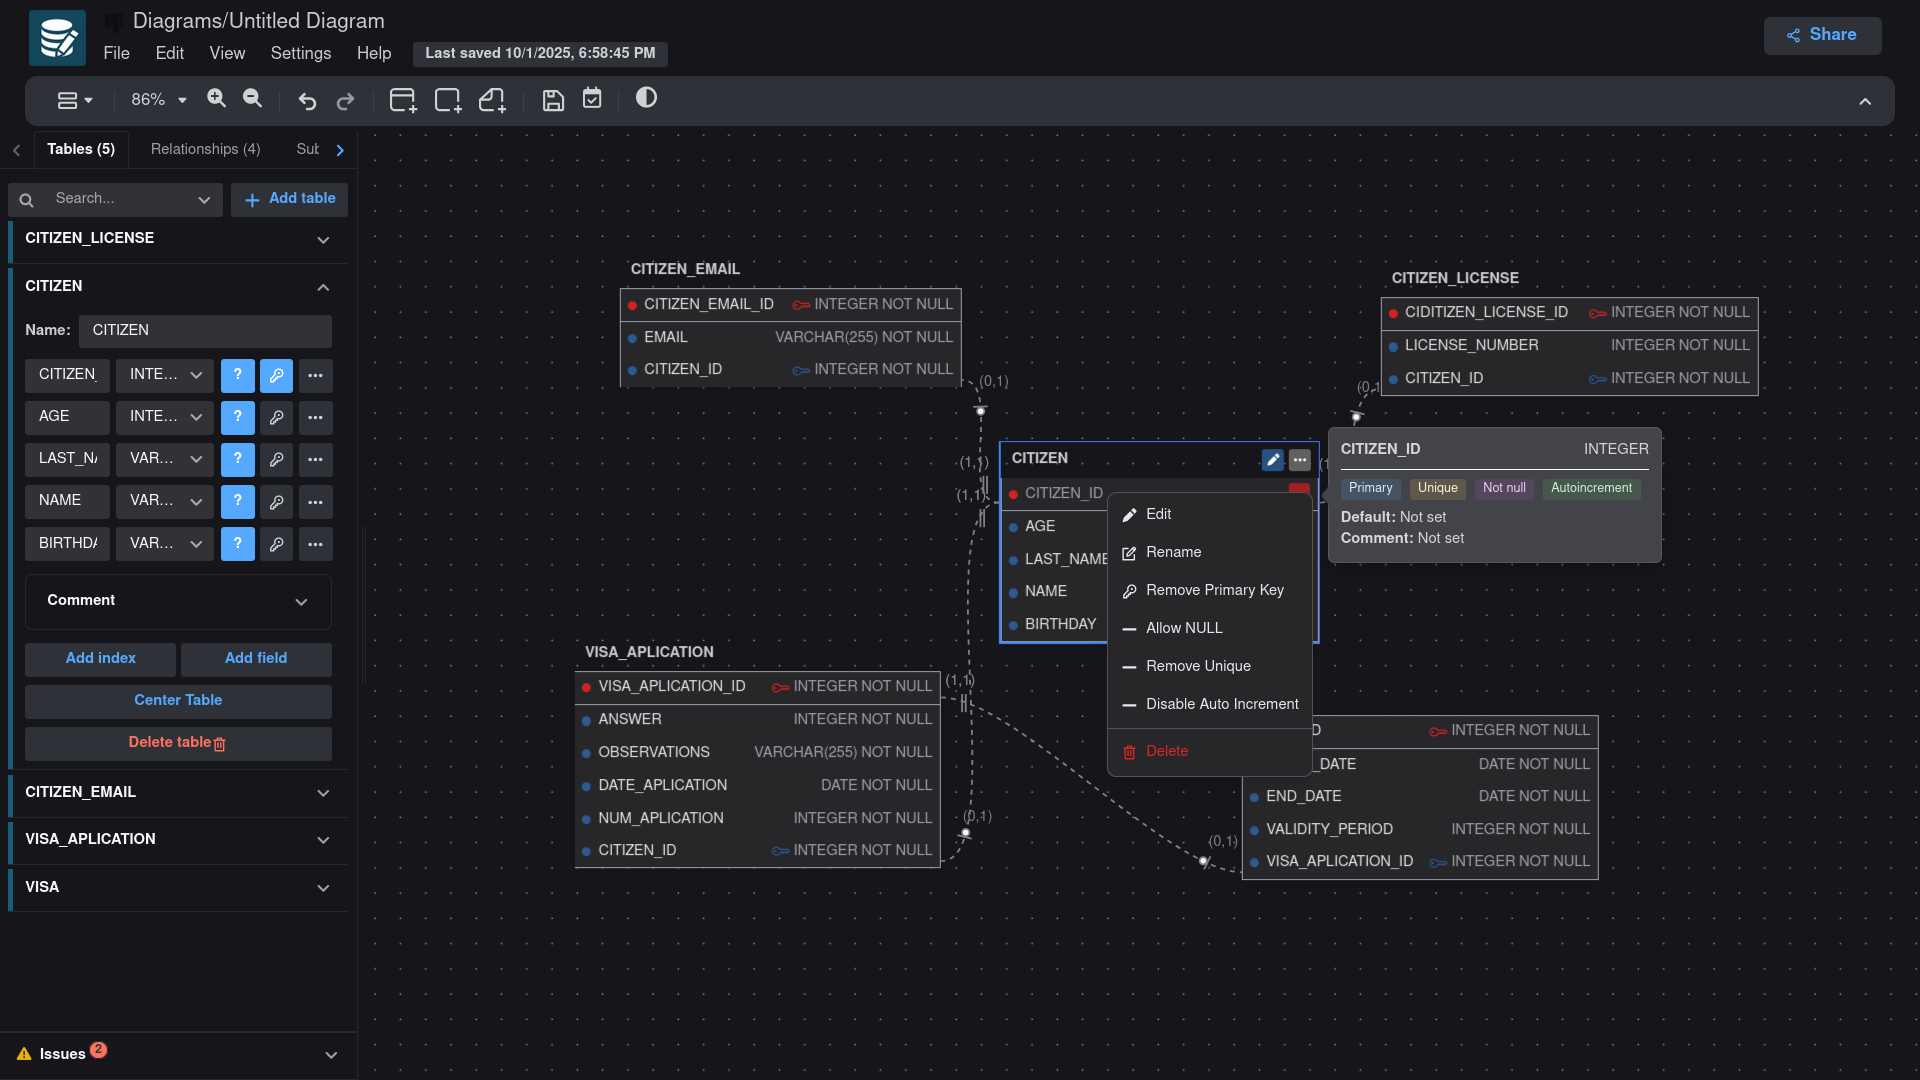 Diagrams/Untitled Diagram
File Edit View Settings Help Last saved 10/1/2025, 6:58:45 PM
Share
86%
Tables (5) Relationships (4) Sub
Search... Add table
CITIZEN_LICENSE
CITIZEN
Name: CITIZEN
CITIZEN_ INTE... ?
AGE INTE... ?
LAST_NA VAR... ?
NAME VAR... ?
BIRTHDA VAR... ?
Comment
Add index Add field
Center Table
Delete table
CITIZEN_EMAIL
VISA_APLICATION
VISA
Issues 2
CITIZEN_EMAIL
CITIZEN_EMAIL_ID INTEGER NOT NULL
EMAIL VARCHAR(255) NOT NULL
CITIZEN_ID INTEGER NOT NULL
(0,1)
CITIZEN_LICENSE
CIDITIZEN_LICENSE_ID INTEGER NOT NULL
LICENSE_NUMBER INTEGER NOT NULL
CITIZEN_ID INTEGER NOT NULL
(0,1
(1,1)
(1,1)
(1
CITIZEN
CITIZEN_ID
AGE
LAST_NAME
NAME
BIRTHDAY
Edit
Rename
Remove Primary Key
Allow NULL
Remove Unique
Disable Auto Increment
Delete
CITIZEN_ID INTEGER
Primary Unique Not null Autoincrement
Default: Not set
Comment: Not set
VISA_APLICATION
VISA_APLICATION_ID INTEGER NOT NULL
ANSWER INTEGER NOT NULL
OBSERVATIONS VARCHAR(255) NOT NULL
DATE_APLICATION DATE NOT NULL
NUM_APLICATION INTEGER NOT NULL
CITIZEN_ID INTEGER NOT NULL
(1,1)
(0,1)
(0,1)
D INTEGER NOT NULL
_DATE DATE NOT NULL
END_DATE DATE NOT NULL
VALIDITY_PERIOD INTEGER NOT NULL
VISA_APLICATION_ID INTEGER NOT NULL